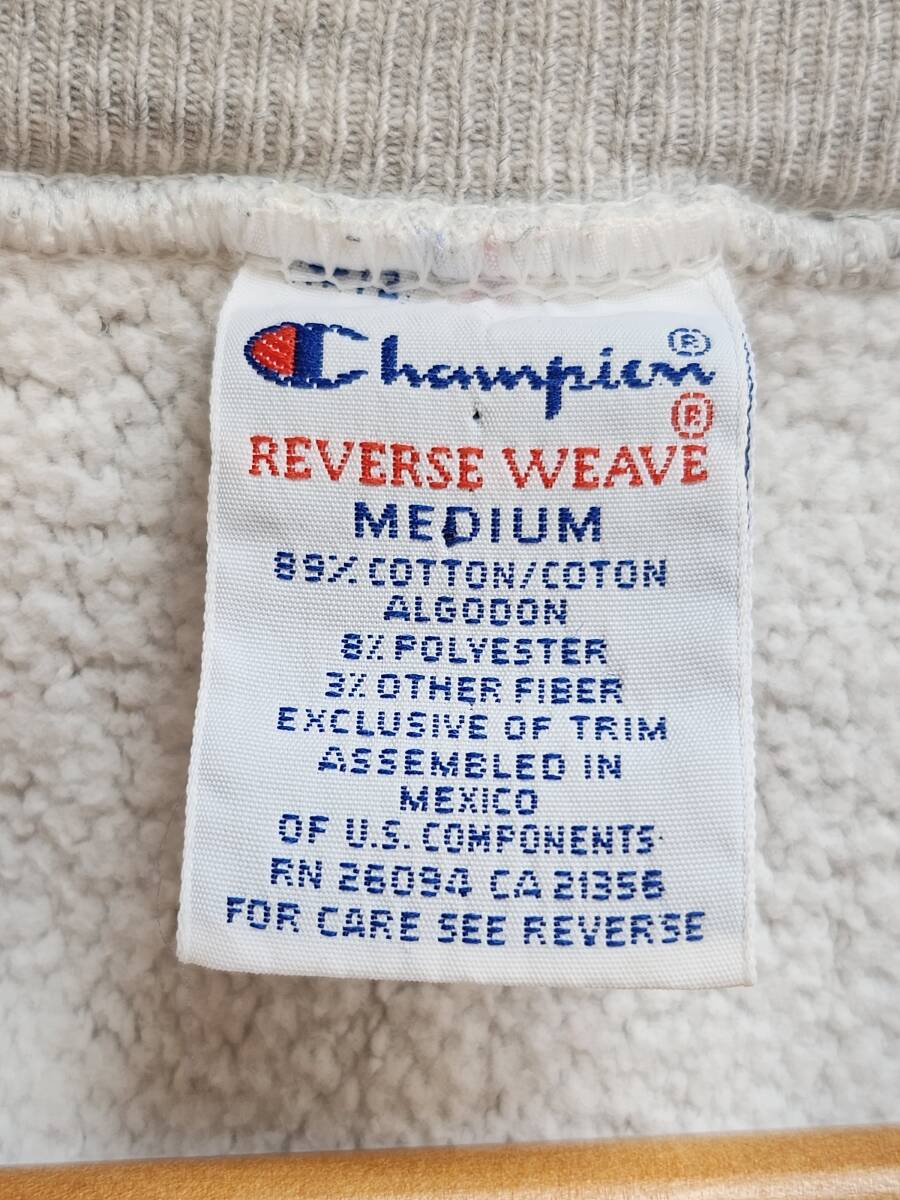 Champion®
REVERSE WEAVE®
MEDIUM
89% COTTON/COTON
ALGODON
8% POLYESTER
3% OTHER FIBER
EXCLUSIVE OF TRIM
ASSEMBLED IN
MEXICO
OF U.S. COMPONENTS
RN 26094 CA 21356
FOR CARE SEE REVERSE